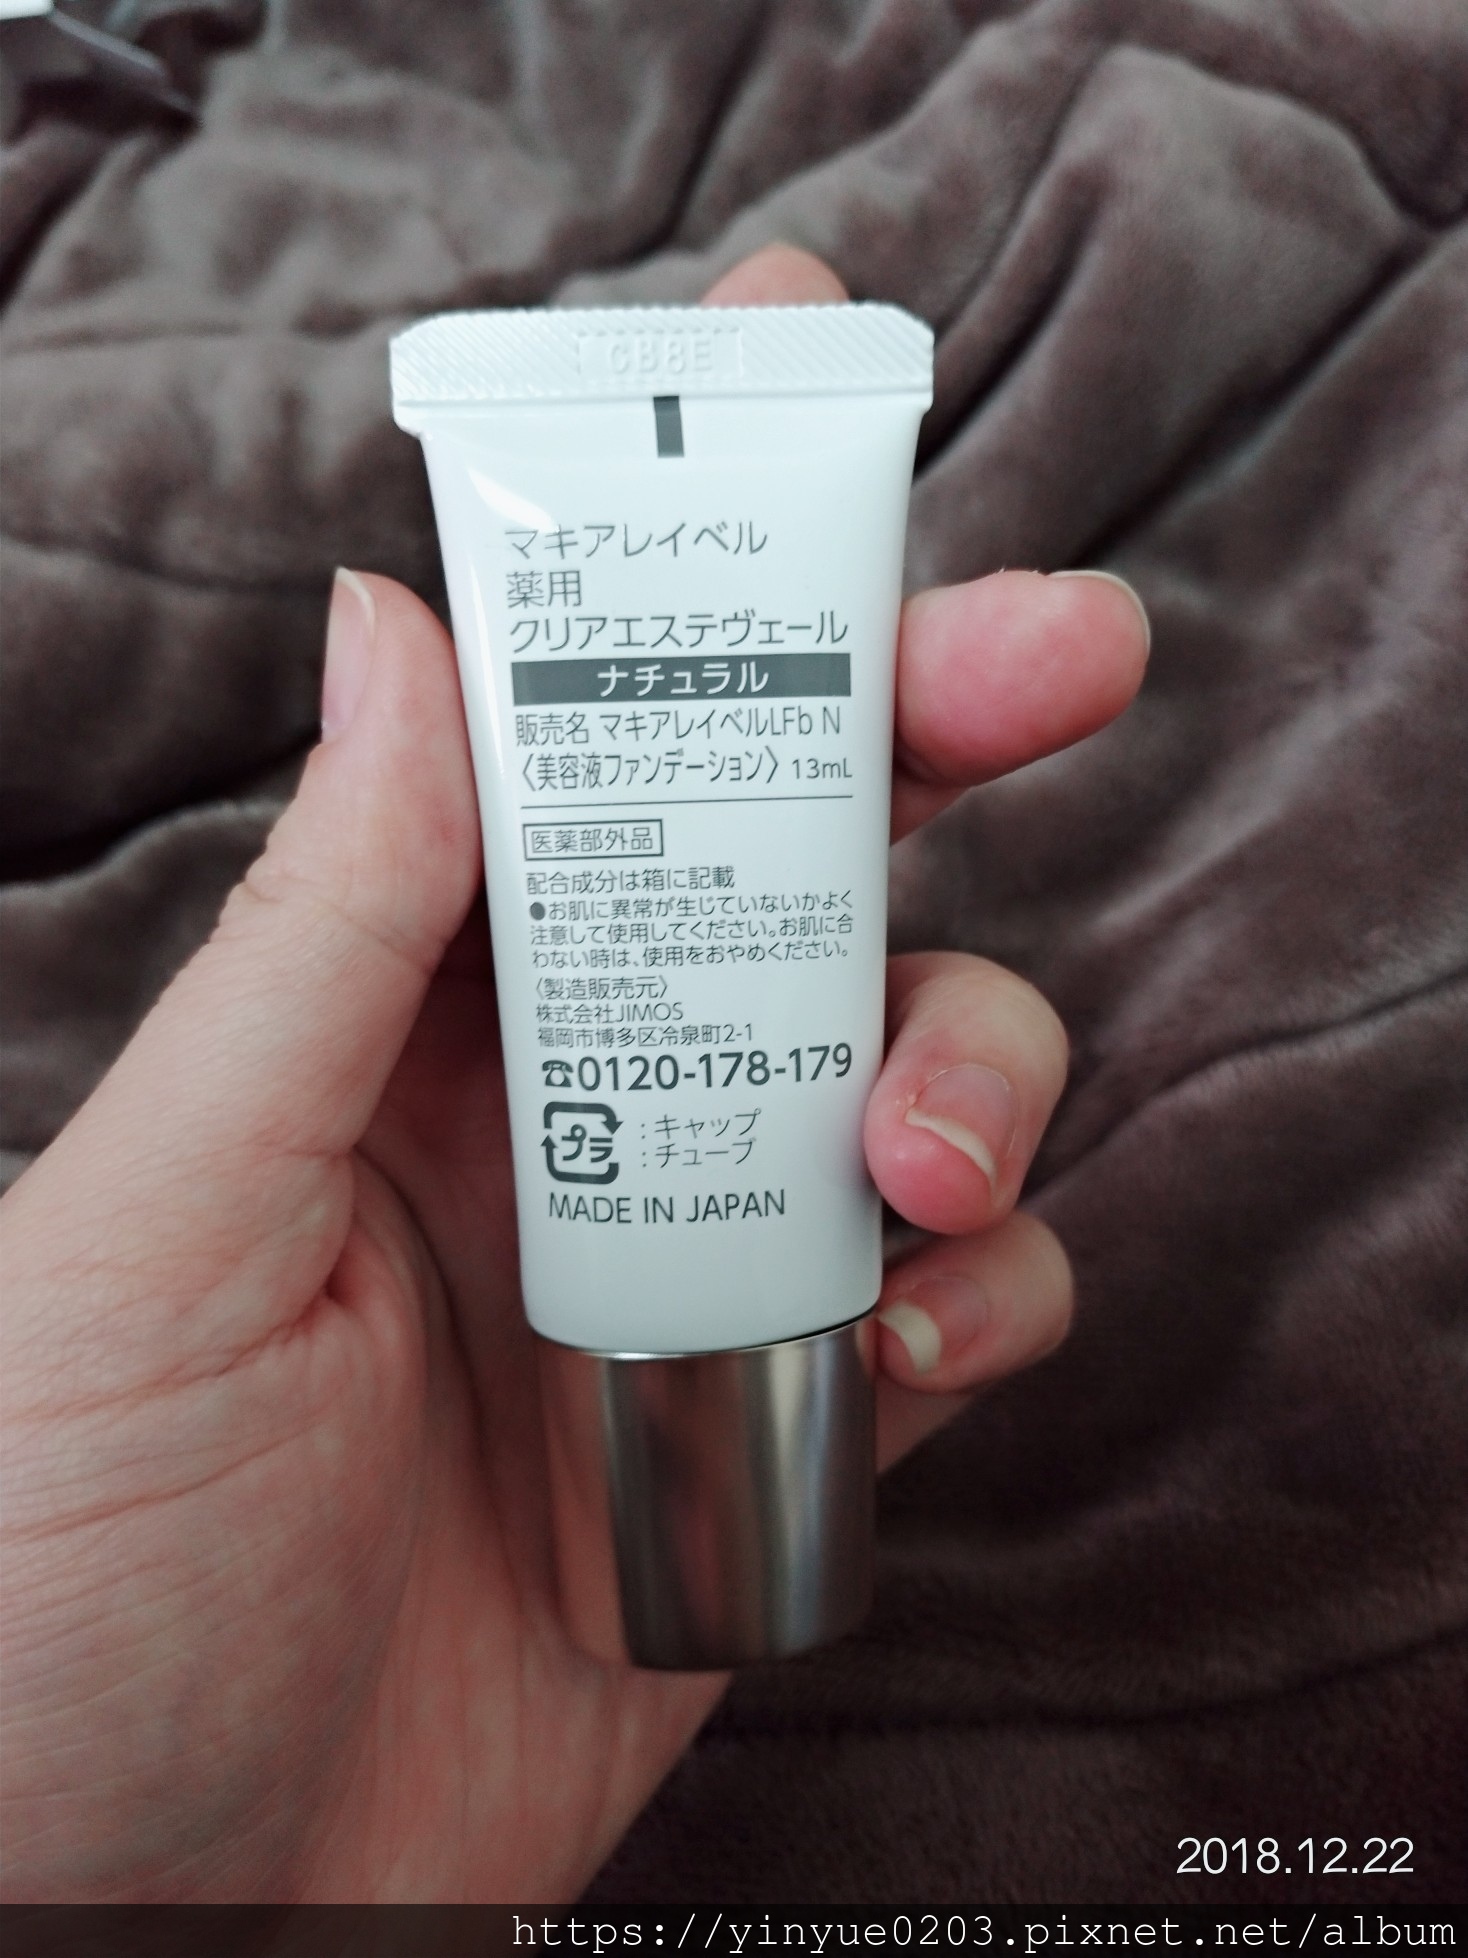 CB8E
マキアレイベル
薬用
クリアエステヴェール
ナチュラル
販売名 マキアレイベルLFb N
〈美容液ファンデーション〉 13mL
医薬部外品
配合成分は箱に記載
●お肌に異常が生じていないかよく
注意して使用してください。お肌に合
わない時は、使用をおやめください。
〈製造販売元〉
株式会社JIMOS
福岡市博多区冷泉町2-1
☎0120-178-179
プラ
：キャップ
：チューブ
MADE IN JAPAN
2018.12.22
https://yinyue0203.pixnet.net/album